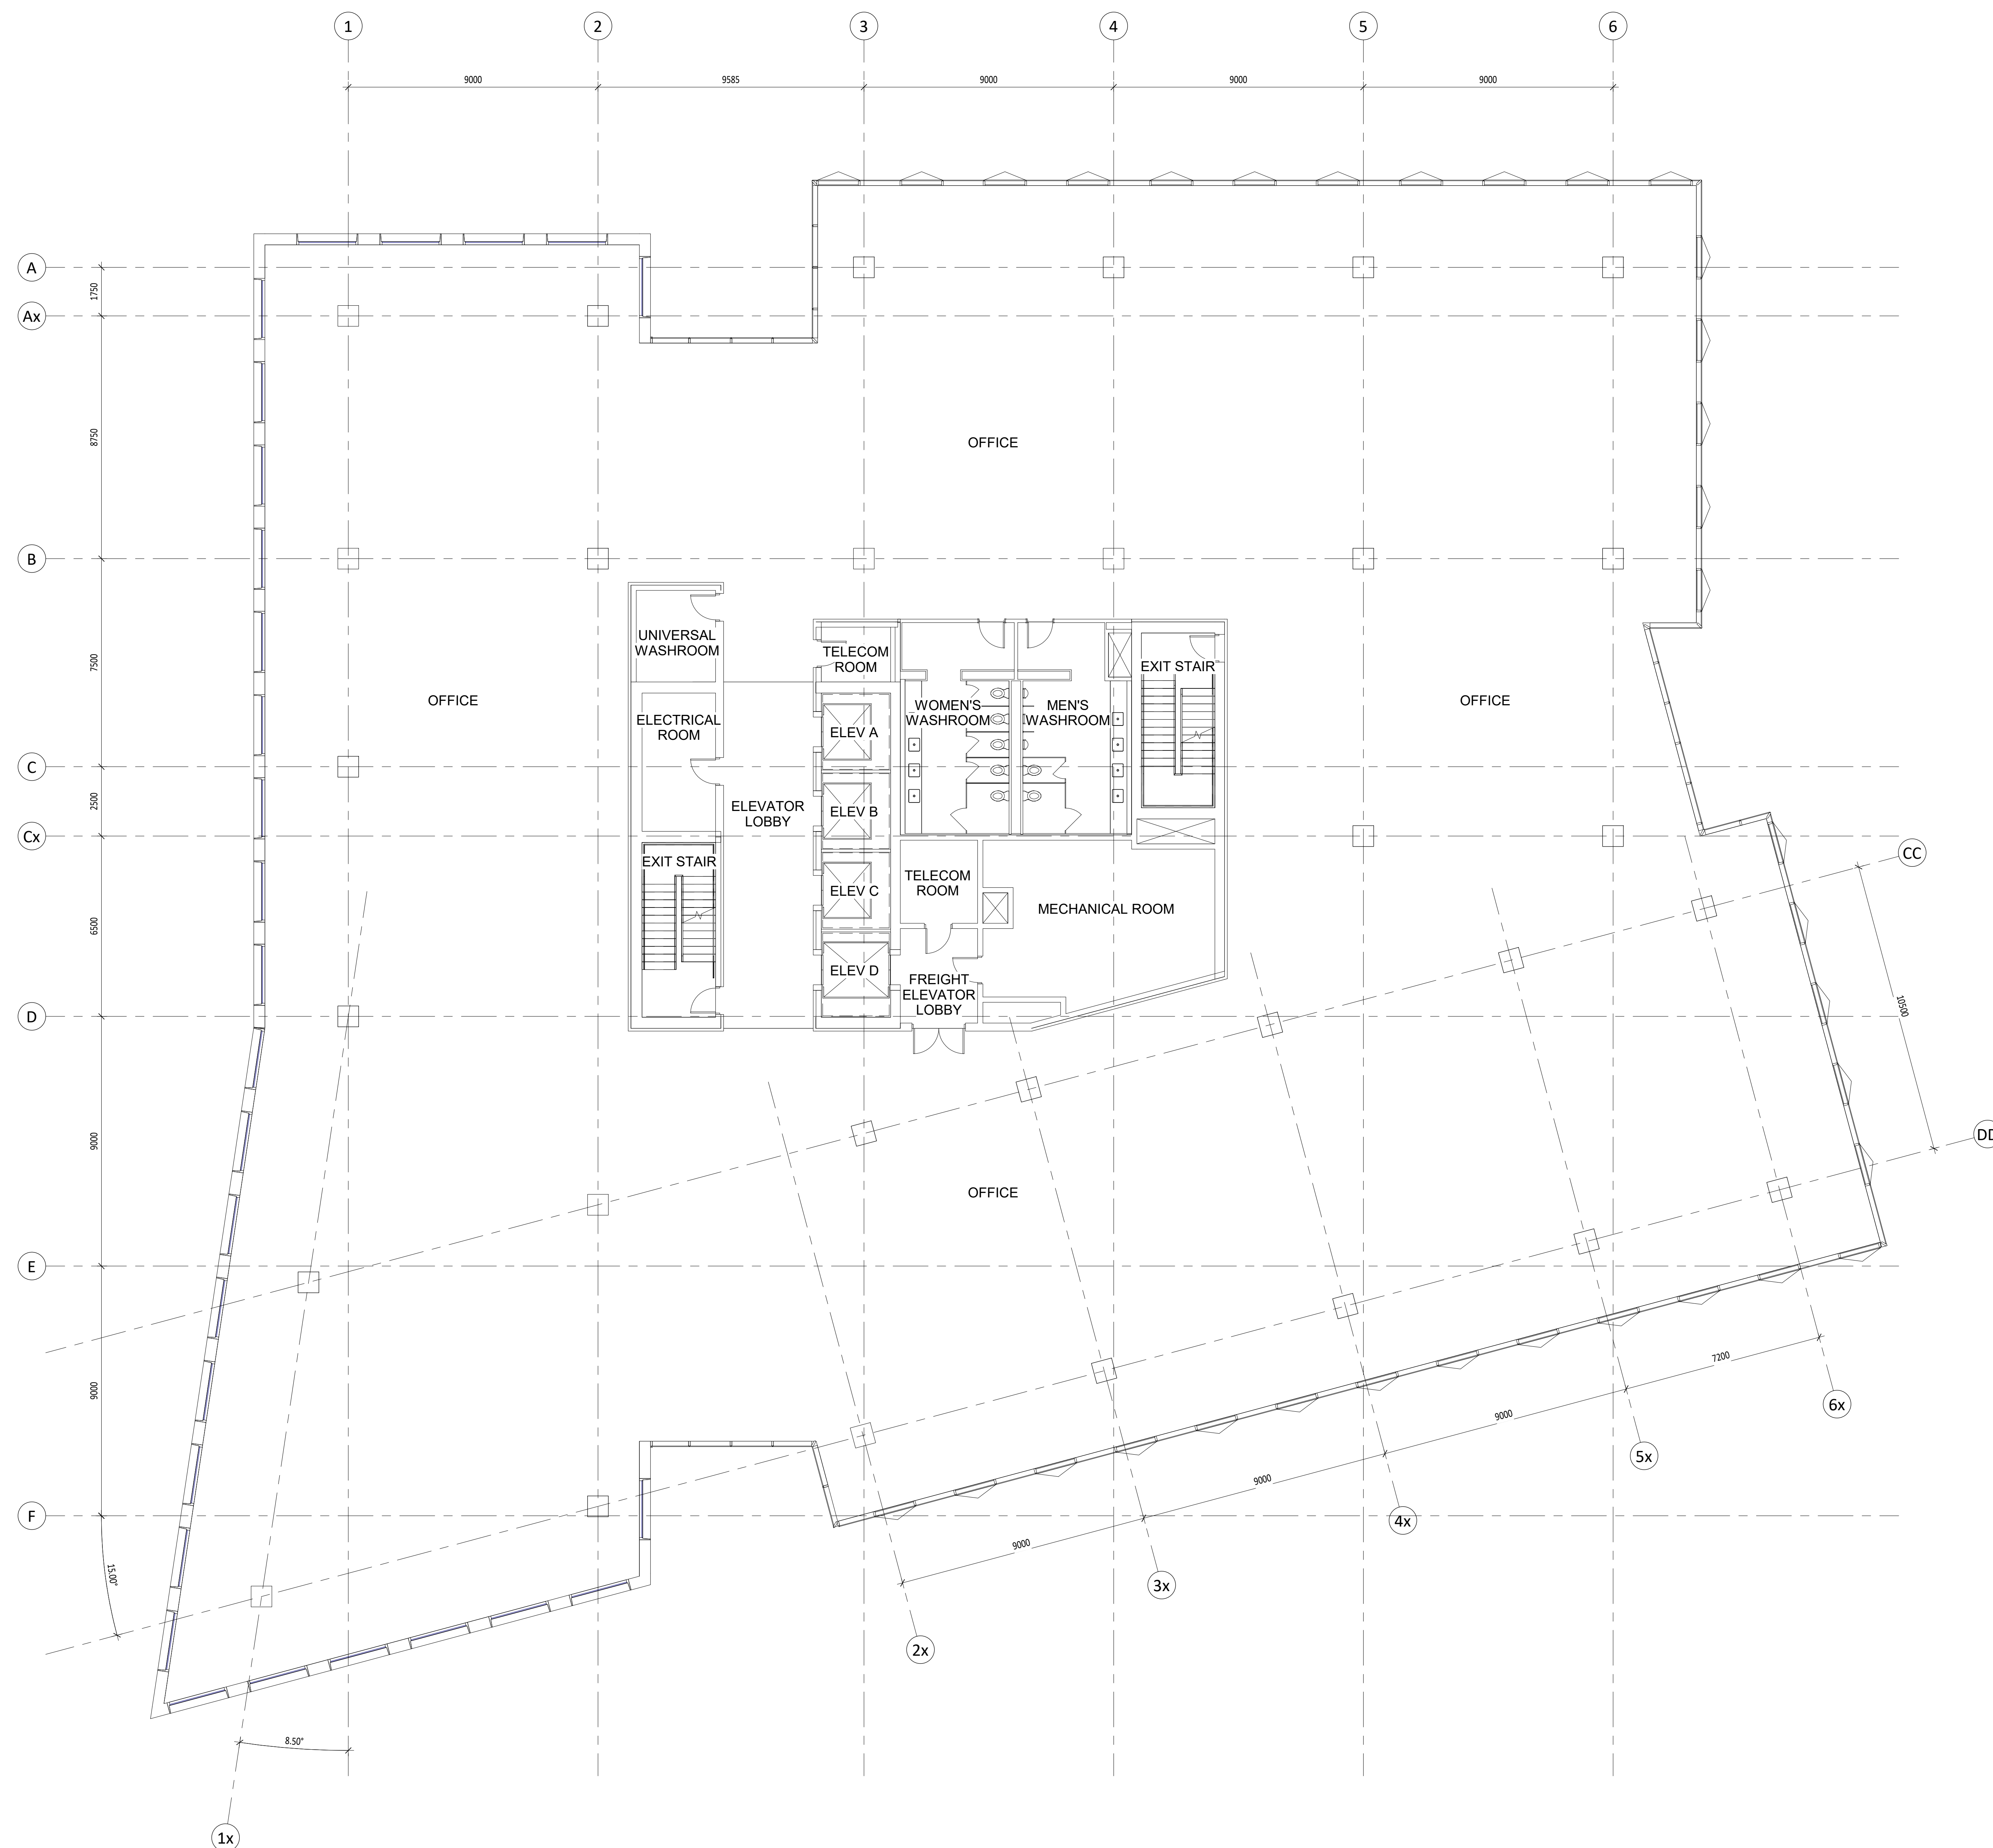 1 2 3 4 5 6
9000 9585 9000 9000 9000
A
1750
Ax
8750
OFFICE
B
7500
UNIVERSAL
WASHROOM
TELECOM
ROOM
EXIT STAIR
OFFICE
OFFICE
ELECTRICAL
ROOM
WOMEN'S
WASHROOM
MEN'S
WASHROOM
ELEV A
C
2500
ELEVATOR
LOBBY
ELEV B
Cx
CC
EXIT STAIR
TELECOM
ROOM
ELEV C
MECHANICAL ROOM
6500
ELEV D
FREIGHT
ELEVATOR
LOBBY
10500
D
9000
DD
OFFICE
E
9000
7200
6x
9000
5x
9000
F
4x
9000
15.00°
3x
2x
8.50°
1x